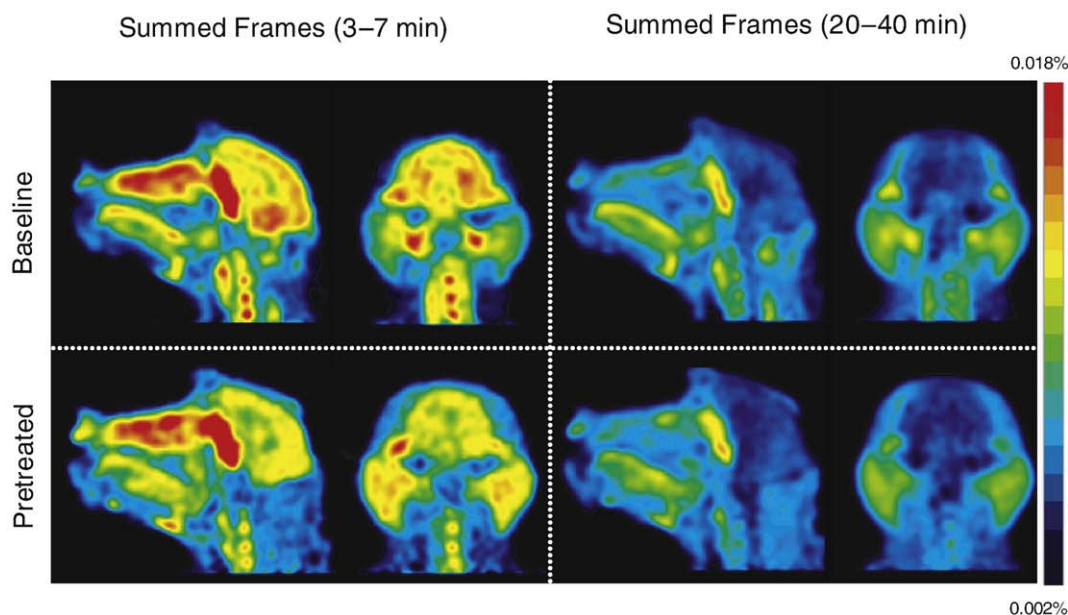 Summed Frames (3–7 min)
Summed Frames (20–40 min)
0.018%
Baseline
Pretreated
0.002%